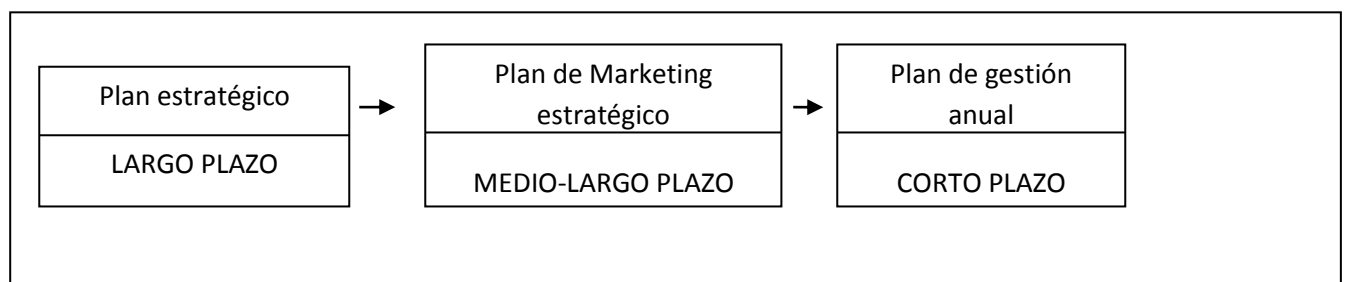 Plan estratégico
LARGO PLAZO
Plan de Marketing
estratégico
MEDIO-LARGO PLAZO
Plan de gestión
anual
CORTO PLAZO